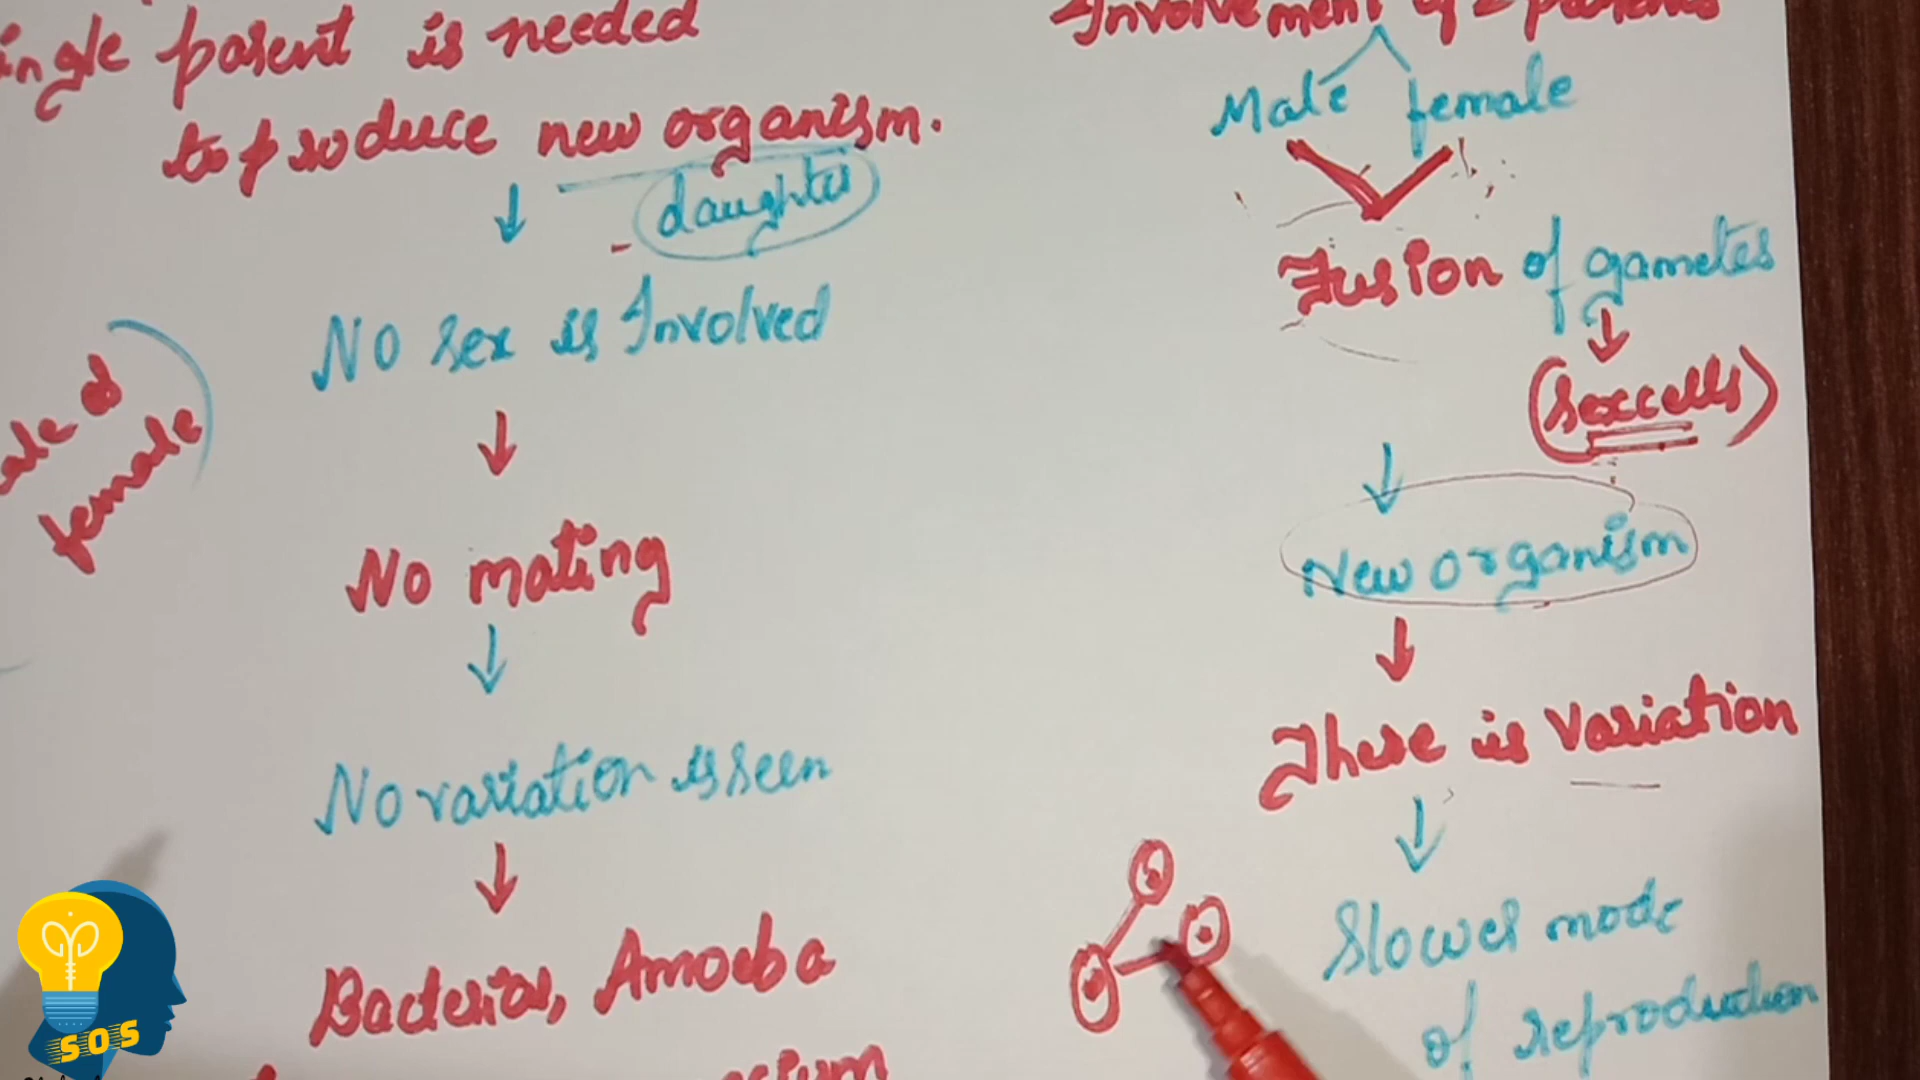 ingle parent is needed
to produce new organism.
daughter
No sex is Involved
female
No mating
No variation is seen
Bacterias, Amoeba
Involvement of 2 parents
Male female
Fusion of gametes
(sex cells)
New organism
There is Variation
Slower mode
of reproduction
SOS